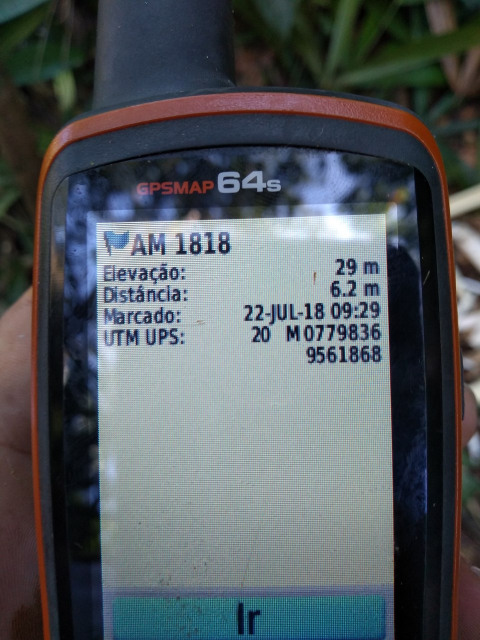 GPSMAP 64s
AM 1818
Elevação: 29 m
Distância: 6.2 m
Marcado: 22-JUL-18 09:29
UTM UPS: 20 M 0779836
9561868
Ir